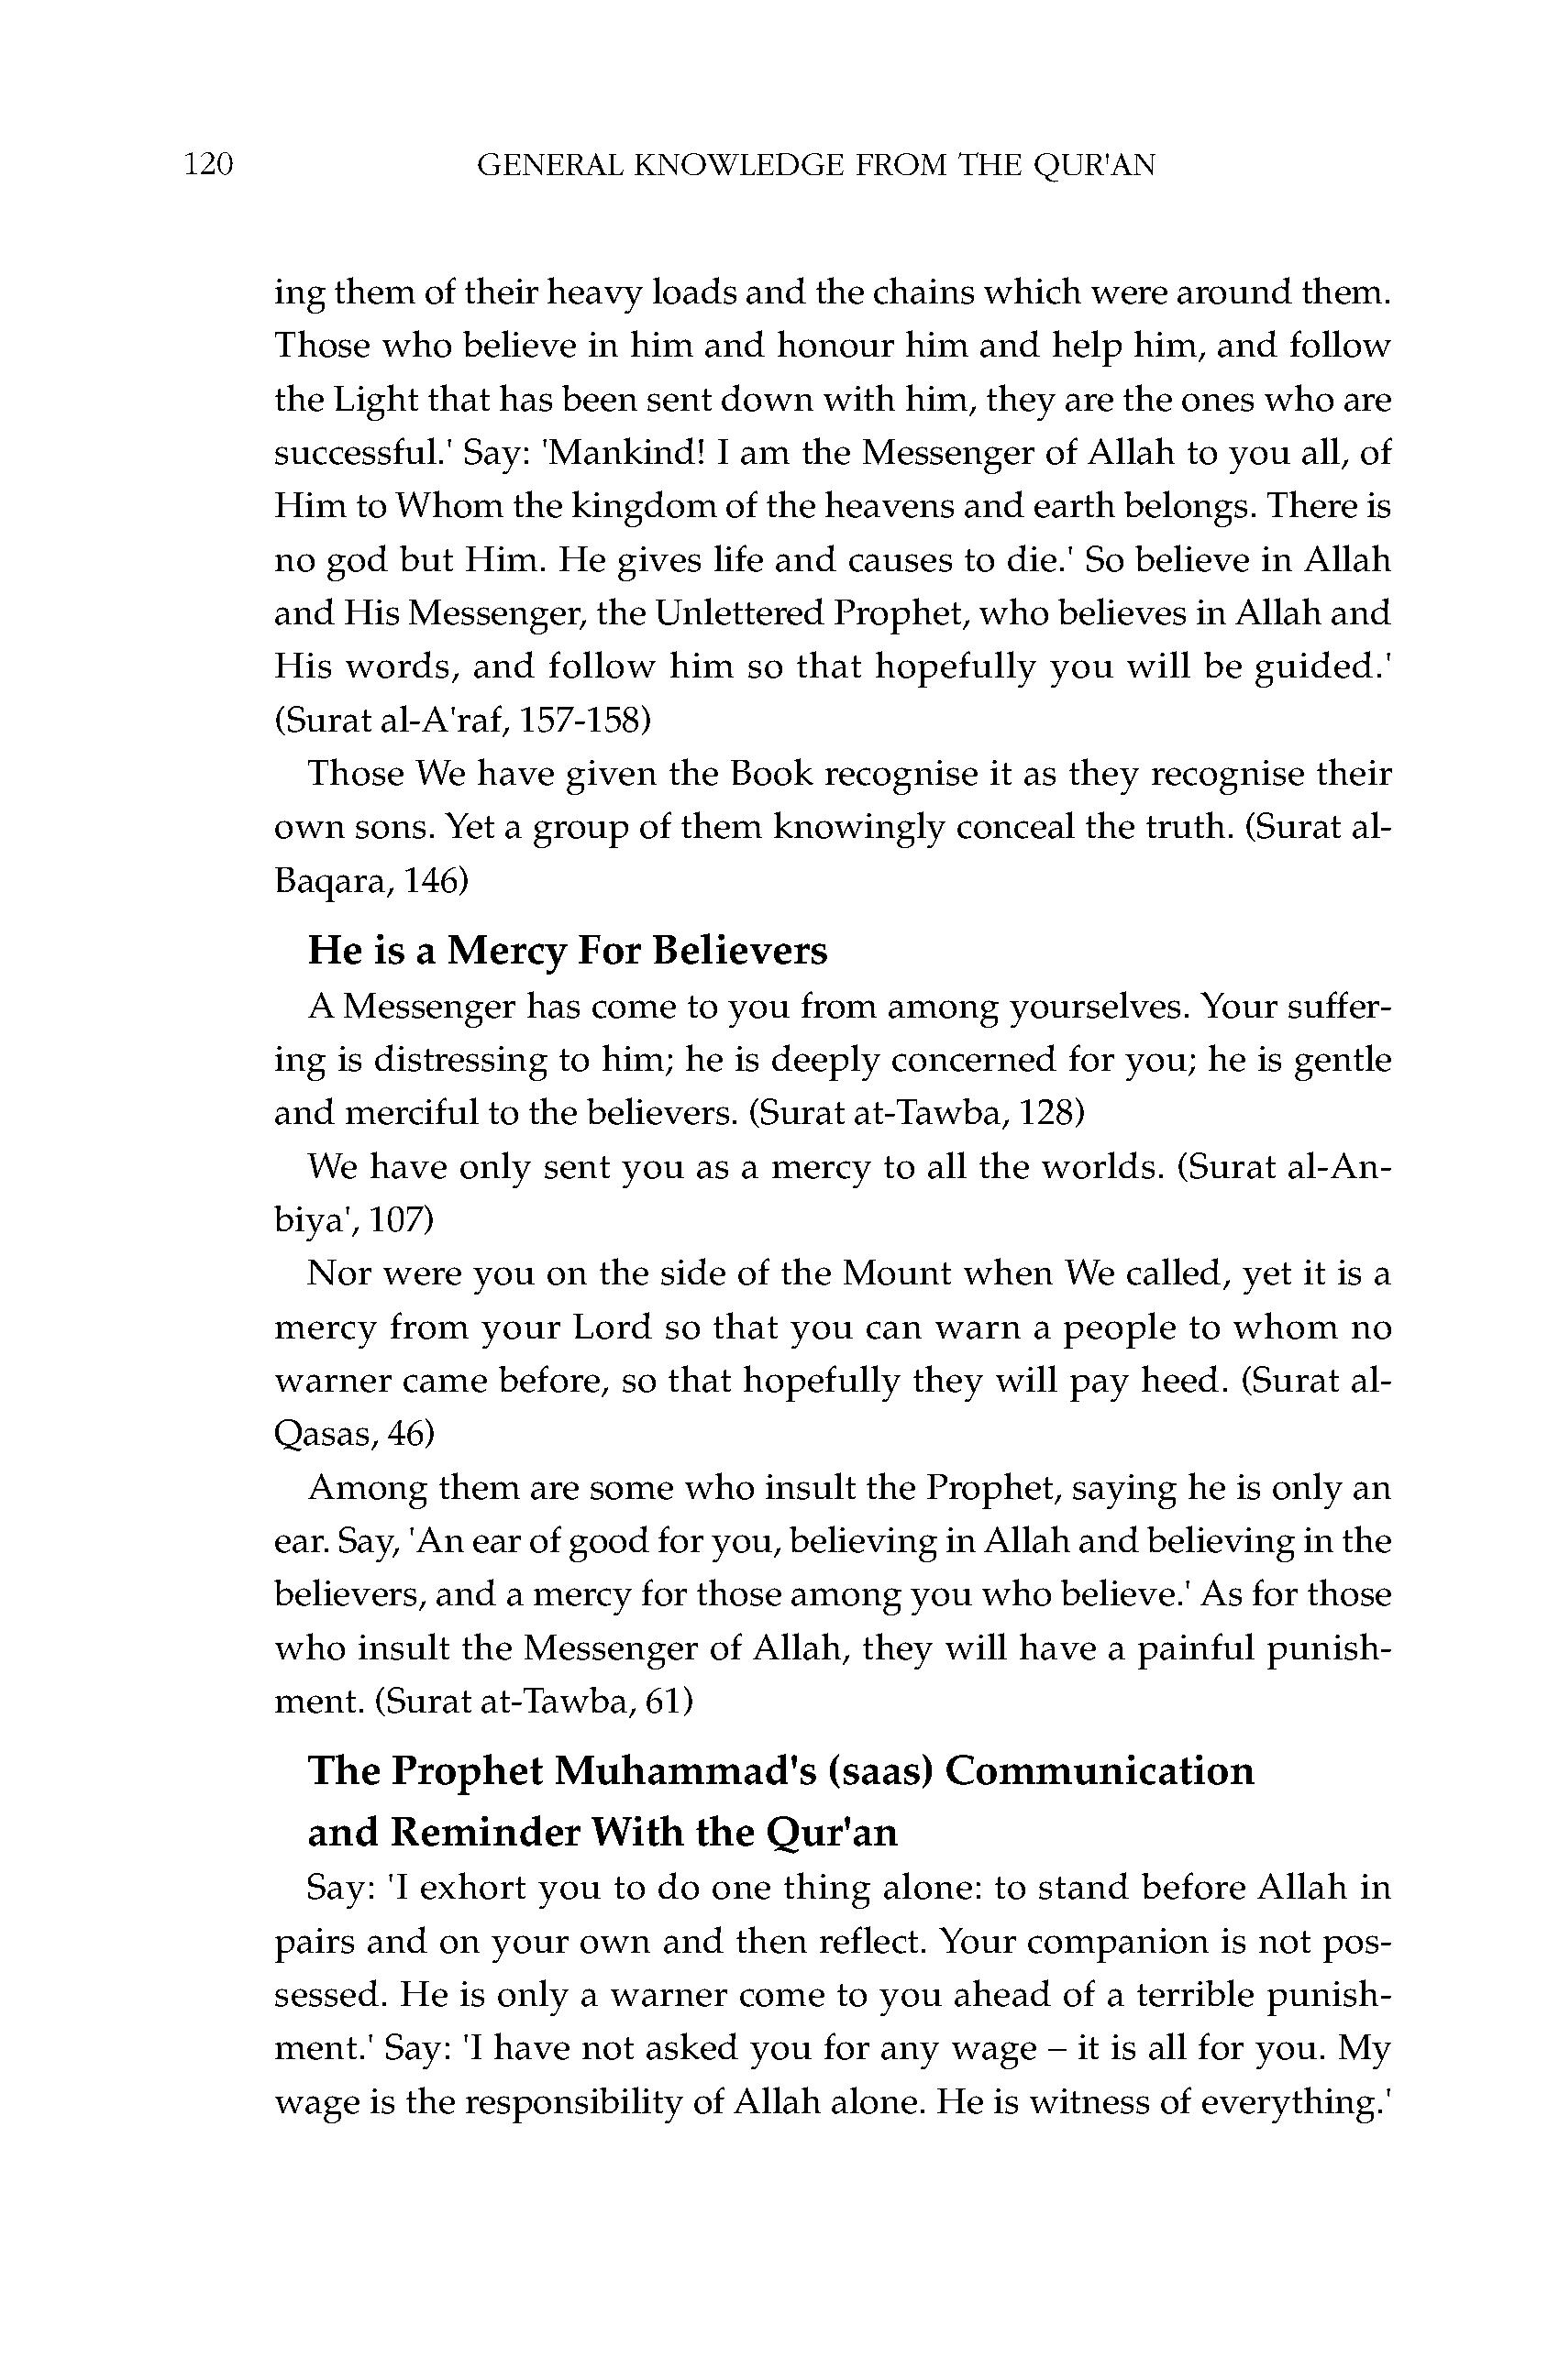 120 GENERAL KNOWLEDGE FROM THE QUR'AN
ing them of their heavy loads and the chains which were around them.
Those who believe in him and honour him and help him, and follow
the Light that has been sent down with him, they are the ones who are
successful.' Say: 'Mankind! I am the Messenger of Allah to you all, of
Him to Whom the kingdom of the heavens and earth belongs. There is
no god but Him. He gives life and causes to die.' So believe in Allah
and His Messenger, the Unlettered Prophet, who believes in Allah and
His words, and follow him so that hopefully you will be guided.'
(Surat al-A'raf, 157-158)
Those We have given the Book recognise it as they recognise their
own sons. Yet a group of them knowingly conceal the truth. (Surat al-
Baqara, 146)
He is a Mercy For Believers
A Messenger has come to you from among yourselves. Your suffer-
ing is distressing to him; he is deeply concerned for you; he is gentle
and merciful to the believers. (Surat at-Tawba, 128)
We have only sent you as a mercy to all the worlds. (Surat al-An-
biya', 107)
Nor were you on the side of the Mount when We called, yet it is a
mercy from your Lord so that you can warn a people to whom no
warner came before, so that hopefully they will pay heed. (Surat al-
Qasas, 46)
Among them are some who insult the Prophet, saying he is only an
ear. Say, 'An ear of good for you, believing in Allah and believing in the
believers, and a mercy for those among you who believe.' As for those
who insult the Messenger of Allah, they will have a painful punish-
ment. (Surat at-Tawba, 61)
The Prophet Muhammad's (saas) Communication
and Reminder With the Qur'an
Say: 'I exhort you to do one thing alone: to stand before Allah in
pairs and on your own and then reflect. Your companion is not pos-
sessed. He is only a warner come to you ahead of a terrible punish-
ment.' Say: 'I have not asked you for any wage – it is all for you. My
wage is the responsibility of Allah alone. He is witness of everything.'